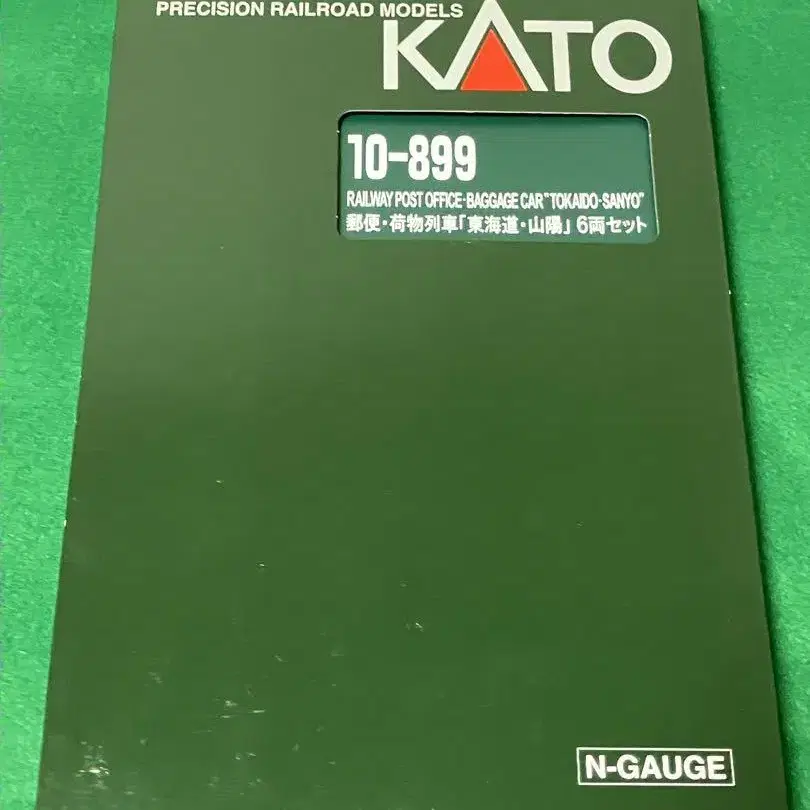 PRECISION RAILROAD MODELS
KATO
10-899
RAILWAY POST OFFICE·BAGGAGE CAR"TOKAIDO·SANYO"
郵便・荷物列車「東海道・山陽」 6両セット
N-GAUGE